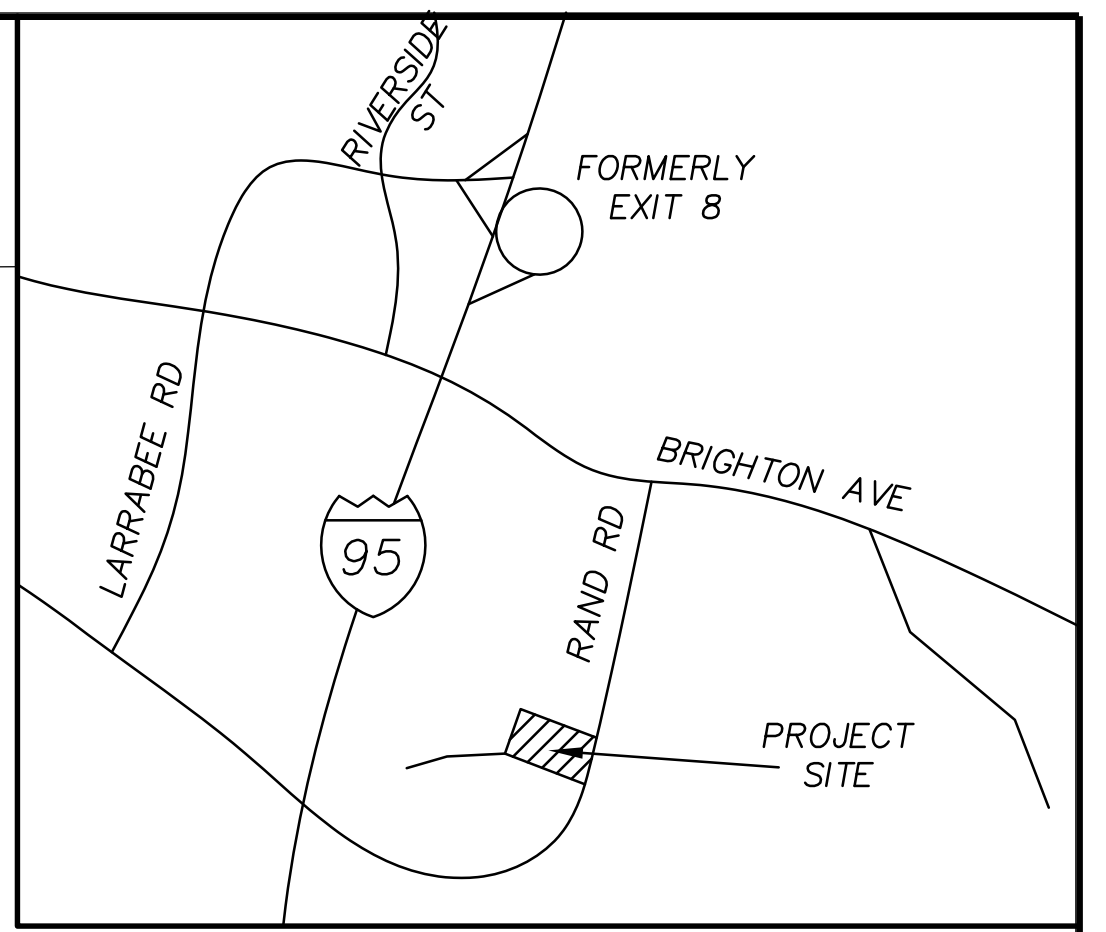 RIVERSIDE
ST
FORMERLY
EXIT 8
LARRABEE RD
BRIGHTON AVE
95
RAND RD
PROJECT
SITE